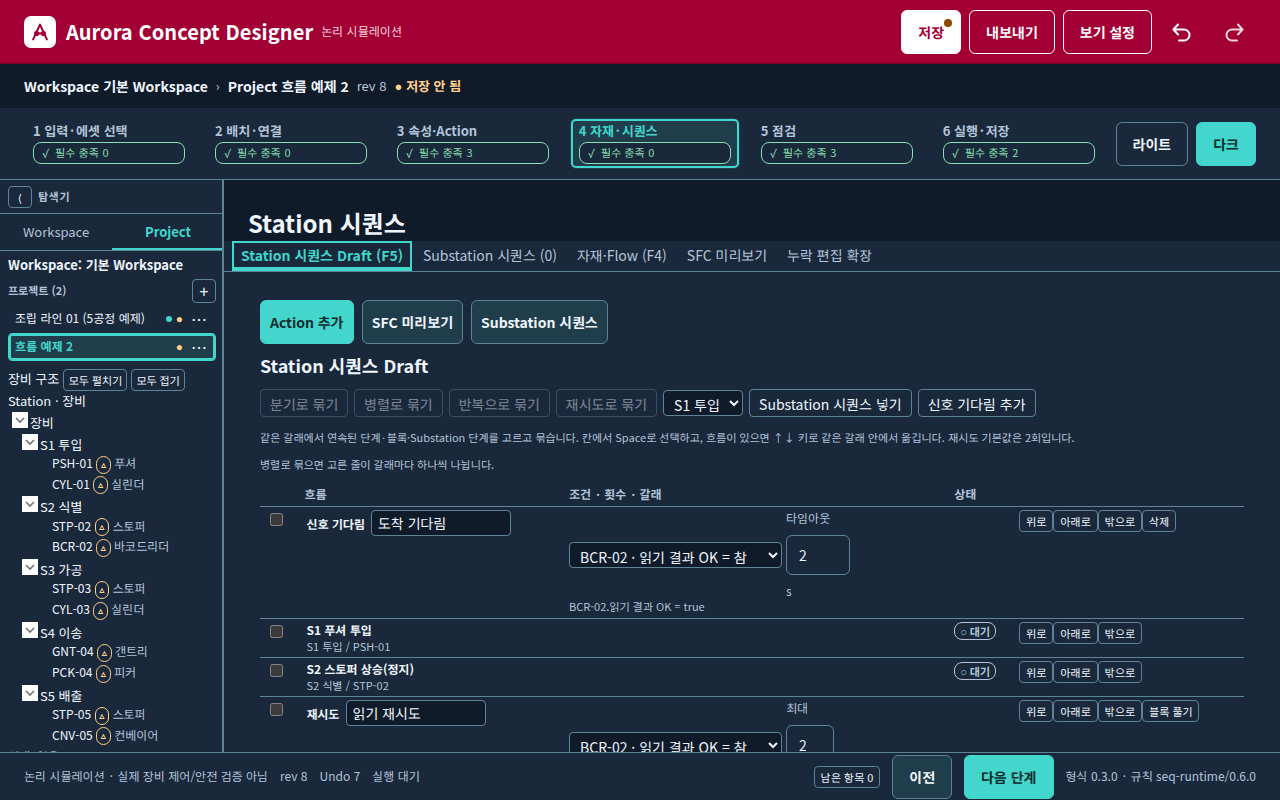 Aurora Concept Designer 논리 시뮬레이션
저장
내보내기
보기 설정
Workspace 기본 Workspace › Project 흐름 예제 2 rev 8 ● 저장 안 됨
1 입력·에셋 선택
✓ 필수 충족 0
2 배치·연결
✓ 필수 충족 0
3 속성·Action
✓ 필수 충족 3
4 자재·시퀀스
✓ 필수 충족 0
5 점검
✓ 필수 충족 3
6 실행·저장
✓ 필수 충족 2
라이트
다크
⟨ 탐색기
Workspace
Project
Workspace: 기본 Workspace
프로젝트 (2) +
조립 라인 01 (5공정 예제) ● ● ···
흐름 예제 2 ● ···
장비 구조 모두 펼치기 모두 접기
Station · 장비
장비
S1 투입
PSH-01 푸셔
CYL-01 실린더
S2 식별
STP-02 스토퍼
BCR-02 바코드리더
S3 가공
STP-03 스토퍼
CYL-03 실린더
S4 이송
GNT-04 갠트리
PCK-04 피커
S5 배출
STP-05 스토퍼
CNV-05 컨베이어
Station 시퀀스
Station 시퀀스 Draft (F5)
Substation 시퀀스 (0)
자재·Flow (F4)
SFC 미리보기
누락 편집 확장
Action 추가
SFC 미리보기
Substation 시퀀스
Station 시퀀스 Draft
분기로 묶기
병렬로 묶기
반복으로 묶기
재시도로 묶기
S1 투입
Substation 시퀀스 넣기
신호 기다림 추가
같은 갈래에서 연속된 단계·블록·Substation 단계를 고르고 묶습니다. 칸에서 Space로 선택하고, 흐름이 있으면 ↑ ↓ 키로 같은 갈래 안에서 옮깁니다. 재시도 기본값은 2회입니다.
병렬로 묶으면 고른 줄이 갈래마다 하나씩 나뉩니다.
흐름
조건 · 횟수 · 갈래
상태
신호 기다림 도착 기다림
타임아웃
BCR-02 · 읽기 결과 OK = 참
2
s
BCR-02.읽기 결과 OK = true
위로 아래로 밖으로 삭제
S1 푸셔 투입
S1 투입 / PSH-01
○ 대기
위로 아래로 밖으로
S2 스토퍼 상승(정지)
S2 식별 / STP-02
○ 대기
위로 아래로 밖으로
재시도 읽기 재시도
최대
BCR-02 · 읽기 결과 OK = 참
2
위로 아래로 밖으로 블록 풀기
논리 시뮬레이션 · 실제 장비 제어/안전 검증 아님 rev 8 Undo 7 실행 대기
남은 항목 0
이전
다음 단계
형식 0.3.0 · 규칙 seq-runtime/0.6.0